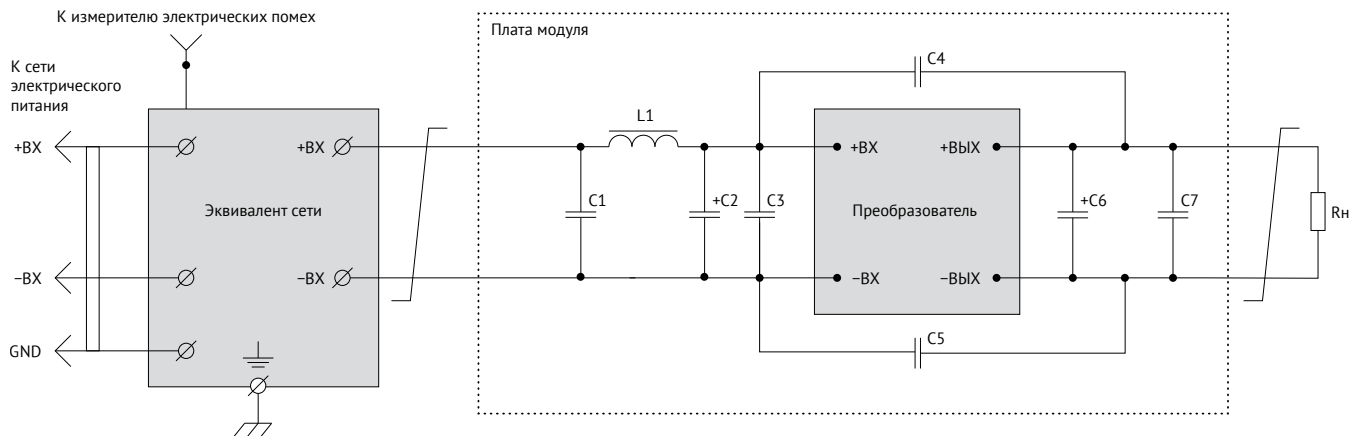 К измерителю электрических помех
К сети
электрического
питания
+ВХ
−ВХ
GND
+ВХ
Эквивалент сети
−ВХ
Плата модуля
C1
L1
+C2
C3
C4
+ВХ
+ВЫХ
Преобразователь
−ВХ
−ВЫХ
C5
+C6
C7
Rн